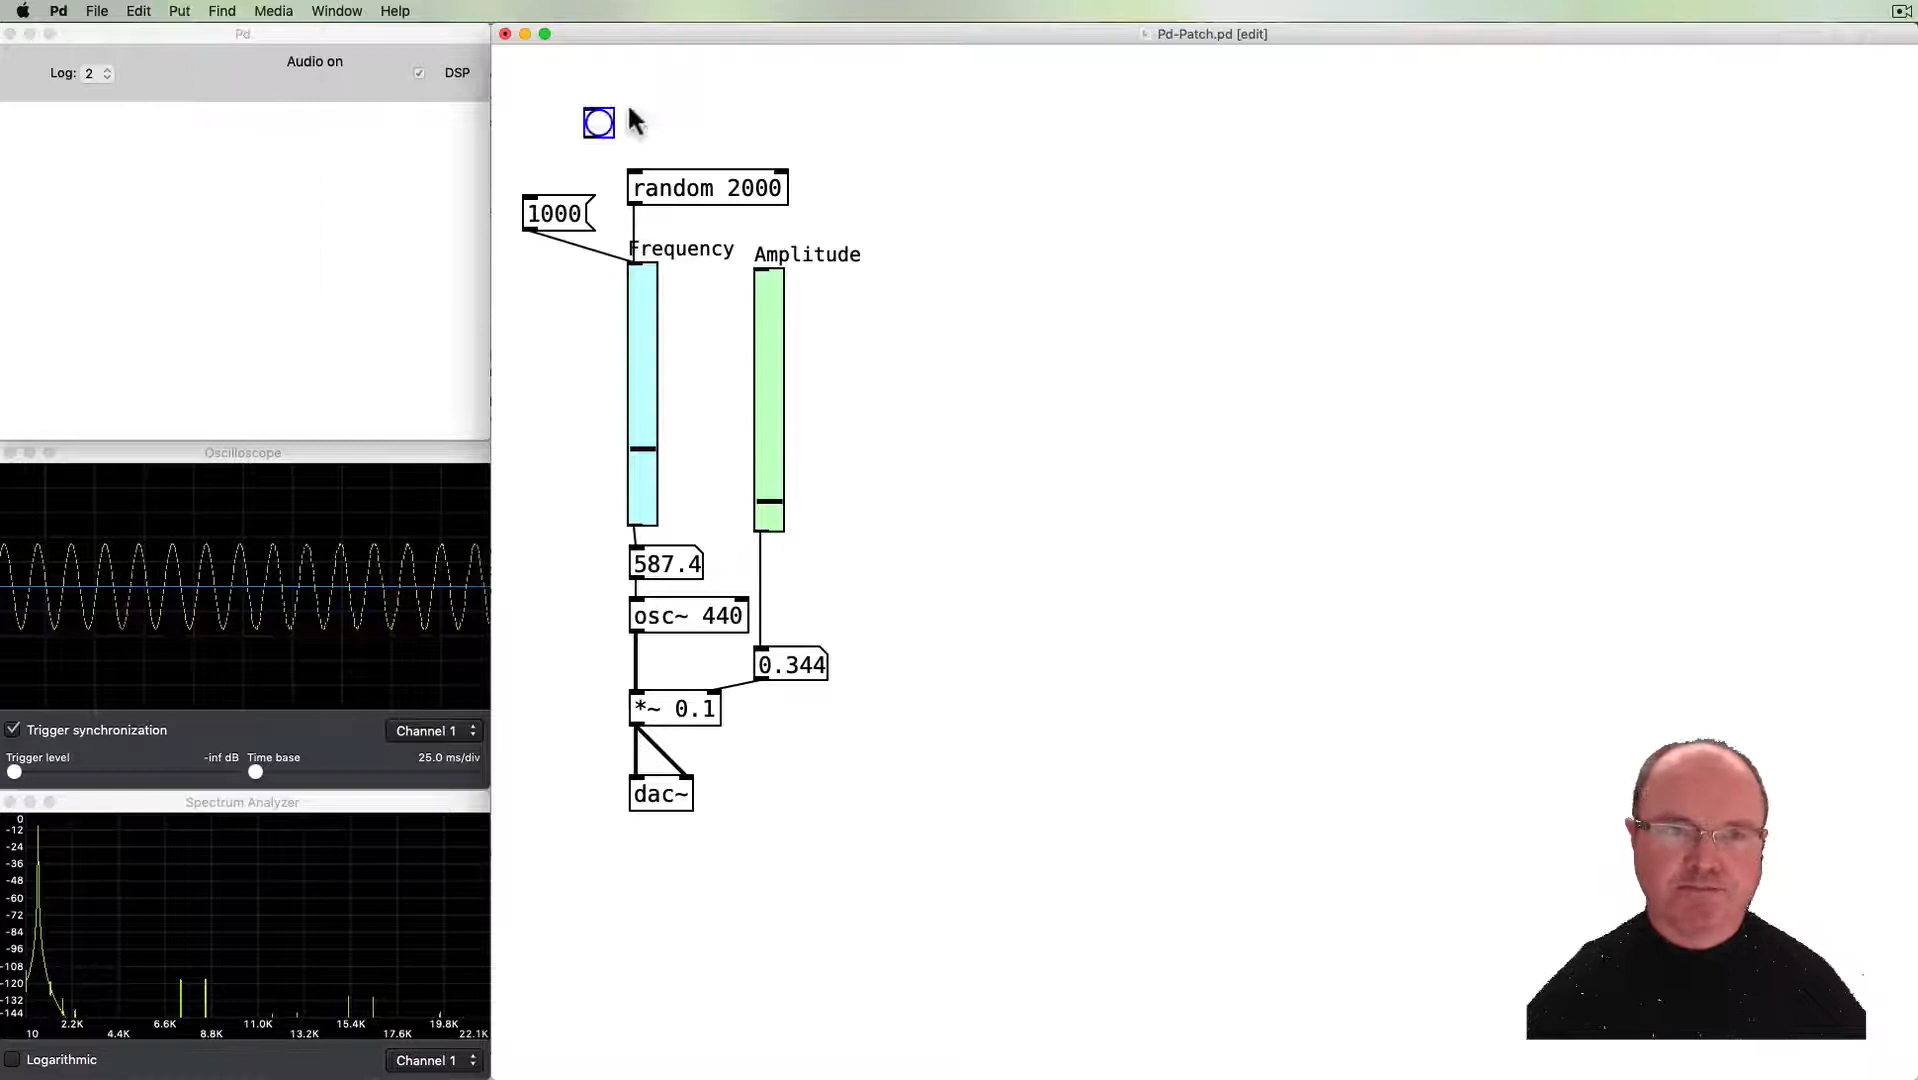 Pd File Edit Put Find Media Window Help
Pd
Log: 2
Audio on
DSP
Pd-Patch.pd [edit]
random 2000
1000
Frequency
Amplitude
587.4
osc~ 440
0.344
*~ 0.1
dac~
Oscilloscope
Trigger synchronization
Channel 1
Trigger level
-inf dB
Time base
25.0 ms/div
Spectrum Analyzer
0
-12
-24
-36
-48
-60
-72
-84
-96
-108
-120
-132
-144
10 2.2K 4.4K 6.6K 8.8K 11.0K 13.2K 15.4K 17.6K 19.8K 22.1K
Logarithmic
Channel 1